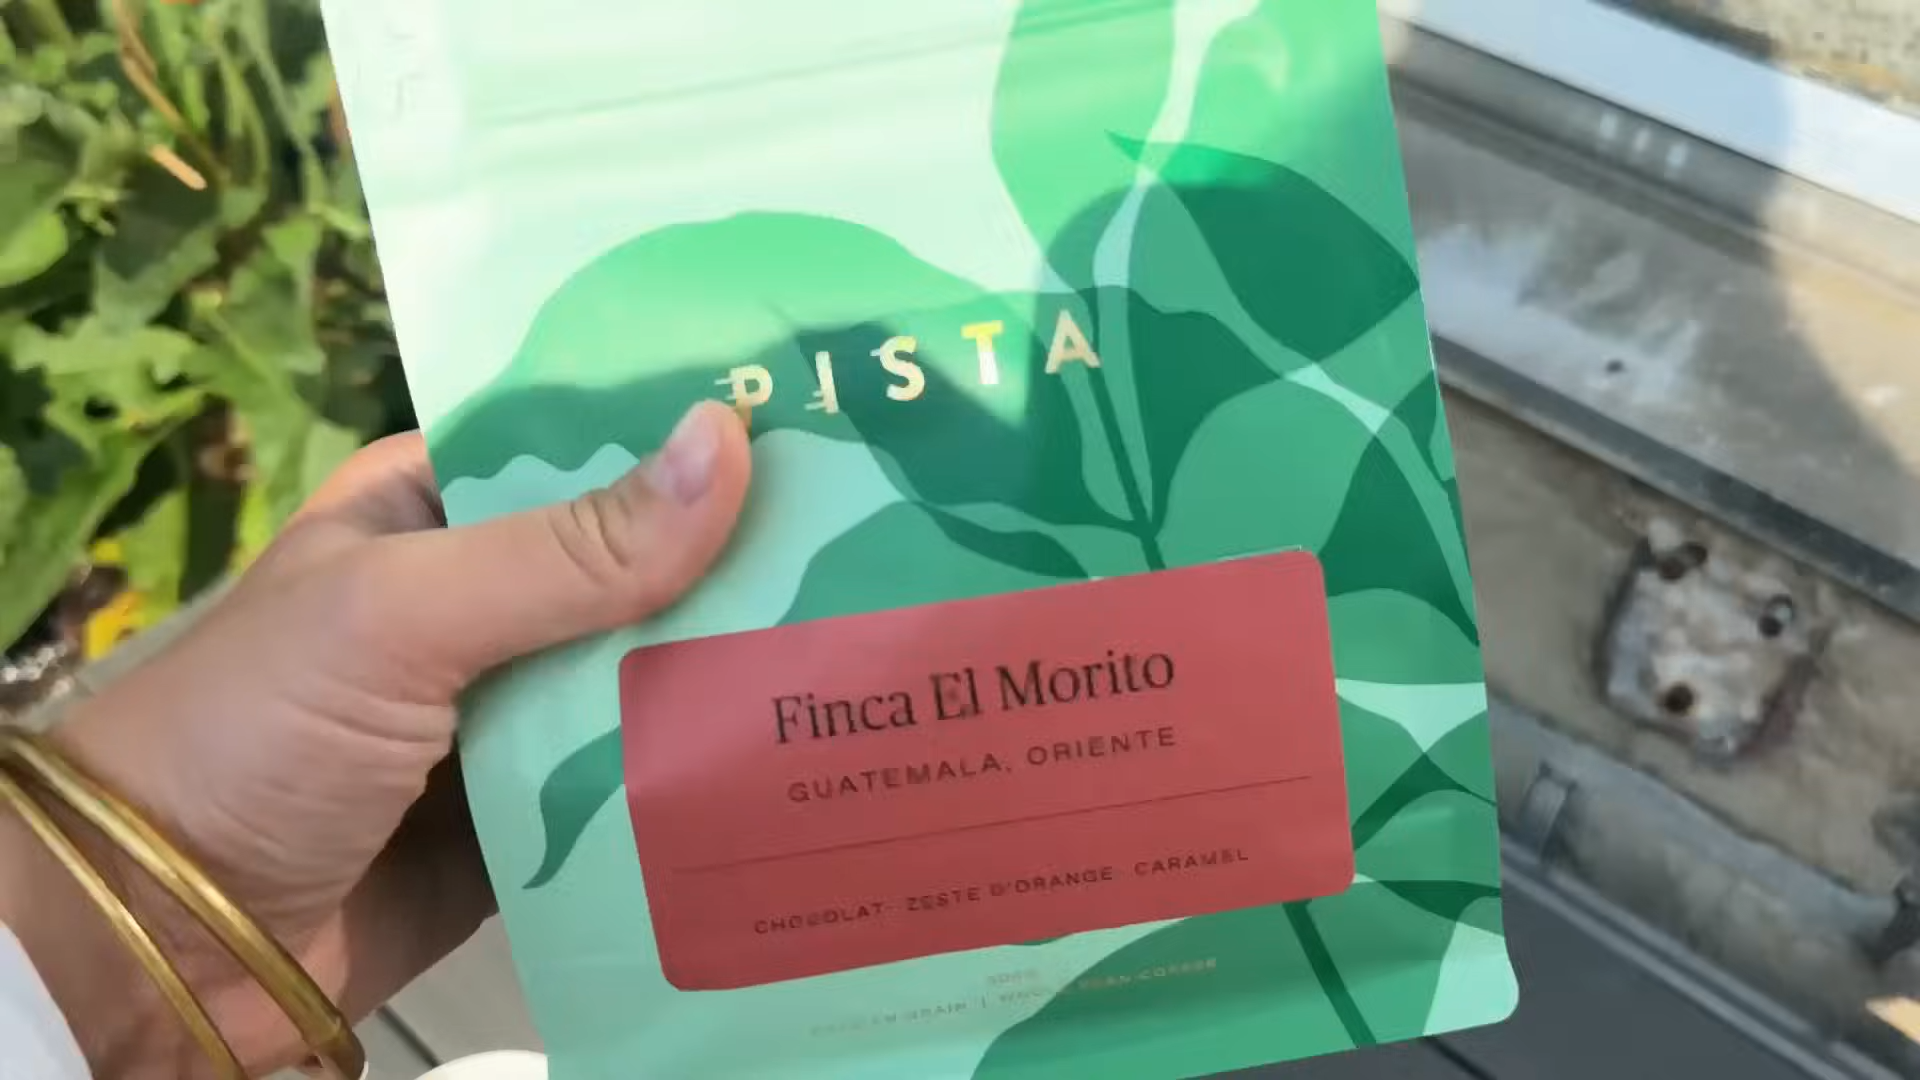 PISTA
Finca El Morito
GUATEMALA, ORIENTE
CHOCOLAT- ZESTE D'ORANGE CARAMEL